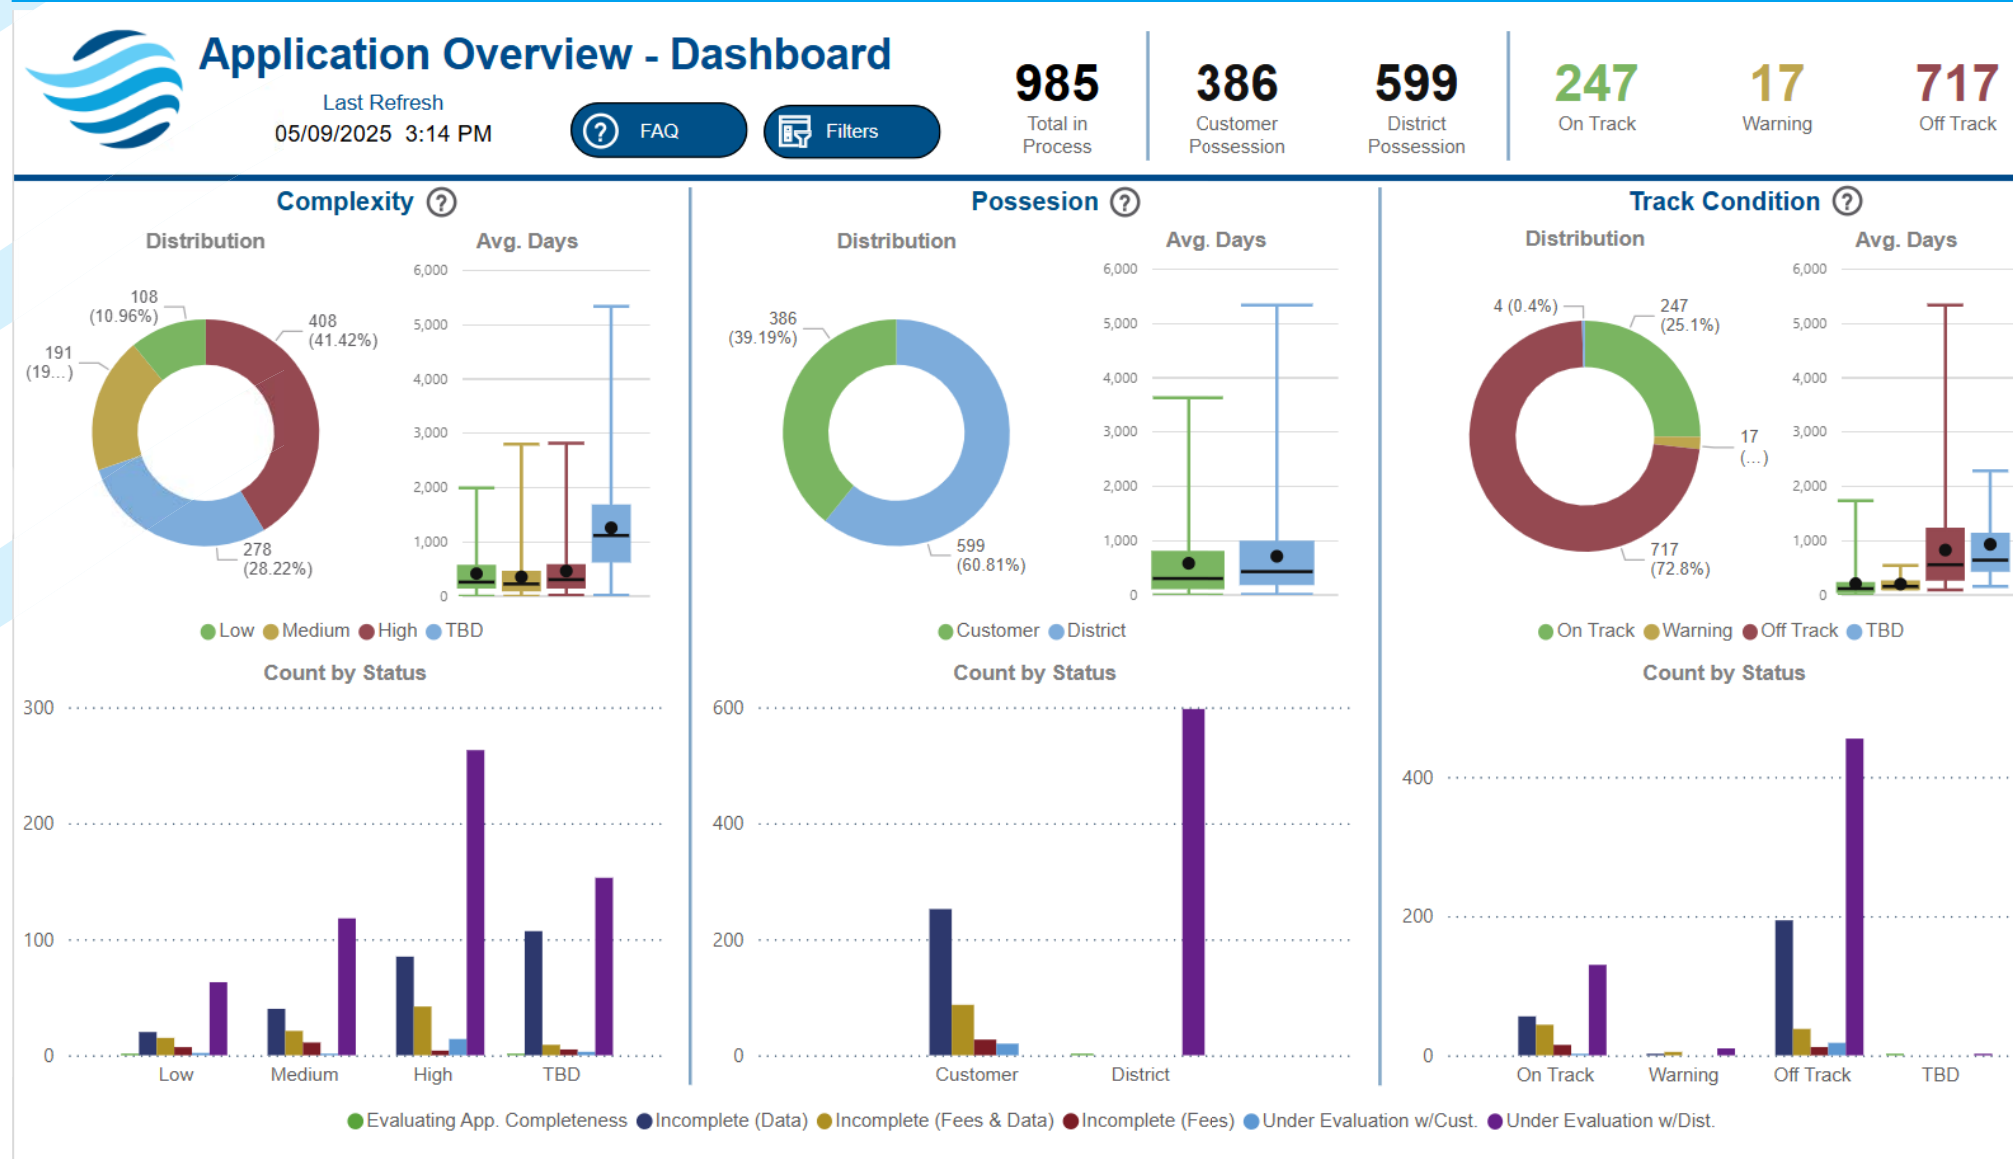 Application Overview - Dashboard
Last Refresh
05/09/2025 3:14 PM
FAQ
Filters
985
Total in
Process
386
Customer
Possession
599
District
Possession
247
On Track
17
Warning
717
Off Track
Complexity
Distribution
Avg. Days
108
(10.96%)
408
(41.42%)
191
(19...)
278
(28.22%)
6,000
5,000
4,000
3,000
2,000
1,000
0
Low Medium High TBD
Count by Status
300
200
100
0
Low Medium High TBD
Possesion
Distribution
Avg. Days
386
(39.19%)
599
(60.81%)
6,000
5,000
4,000
3,000
2,000
1,000
0
Customer District
Count by Status
600
400
200
0
Customer District
Track Condition
Distribution
Avg. Days
4 (0.4%)
247
(25.1%)
17
(...)
717
(72.8%)
6,000
5,000
4,000
3,000
2,000
1,000
0
On Track Warning Off Track TBD
Count by Status
400
200
0
On Track Warning Off Track TBD
Evaluating App. Completeness Incomplete (Data) Incomplete (Fees & Data) Incomplete (Fees) Under Evaluation w/Cust. Under Evaluation w/Dist.